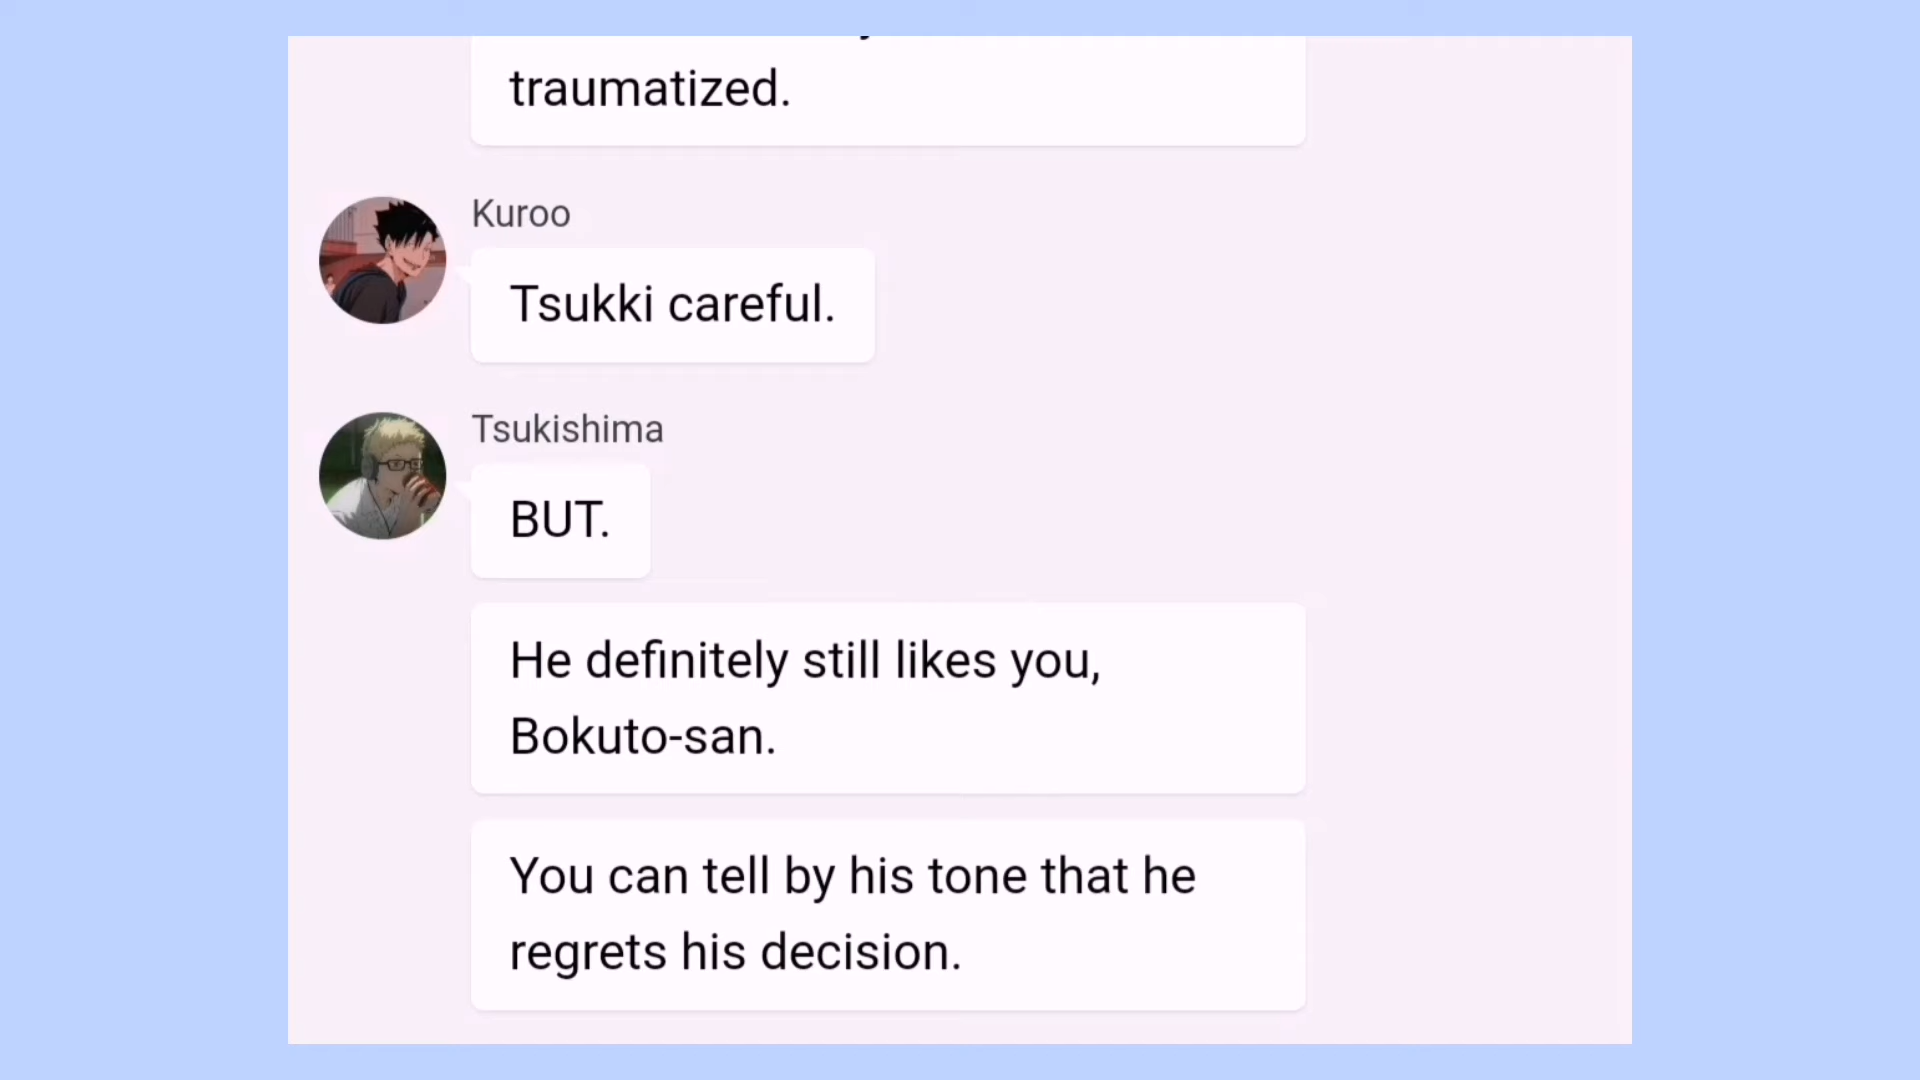 traumatized.
Kuroo
Tsukki careful.
Tsukishima
BUT.
He definitely still likes you,
Bokuto-san.
You can tell by his tone that he
regrets his decision.